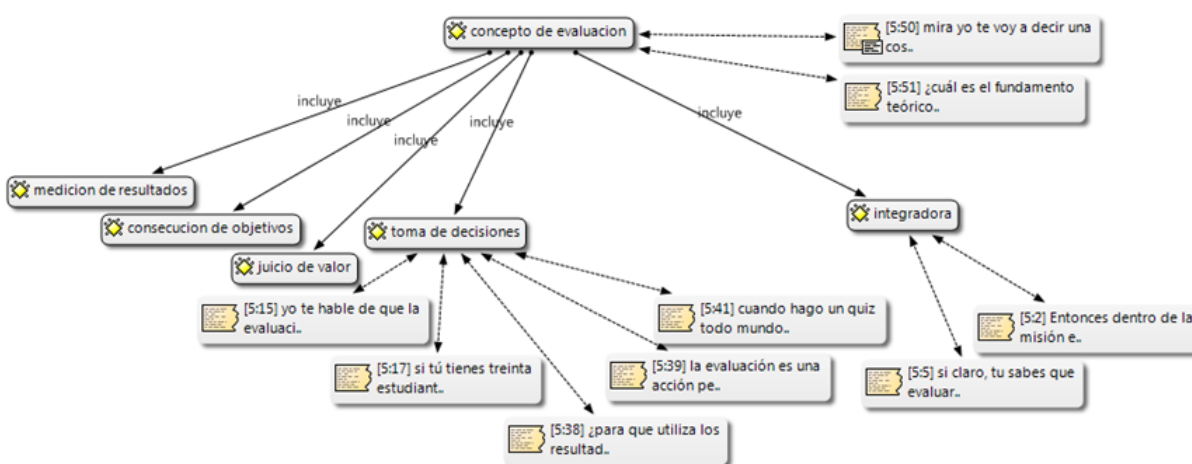 concepto de evaluacion
[5:50] mira yo te voy a decir una
cos..
[5:51] ¿cuál es el fundamento
teórico..
incluye
incluye
incluye
incluye
incluye
medicion de resultados
consecucion de objetivos
juicio de valor
toma de decisiones
integradora
[5:15] yo te hable de que la
evaluaci..
[5:41] cuando hago un quiz
todo mundo..
[5:2] Entonces dentro de la
misión e..
[5:17] si tú tienes treinta
estudiant..
[5:39] la evaluación es una
acción pe..
[5:5] si claro, tu sabes que
evaluar..
[5:38] ¿para que utiliza los
resultad..